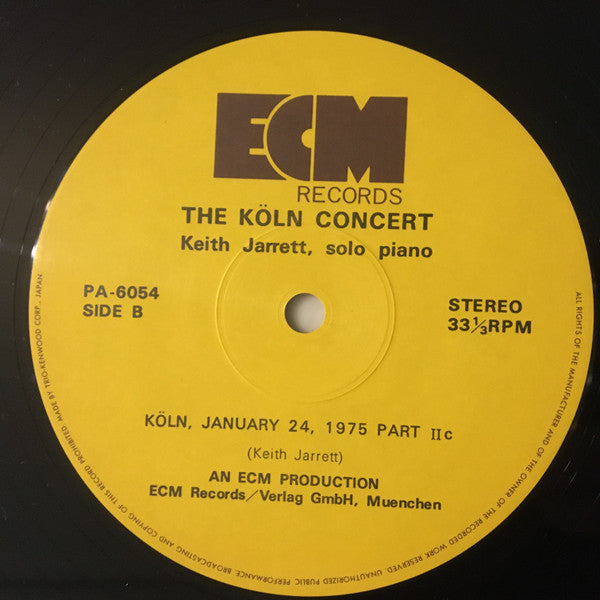 ECM
RECORDS
THE KÖLN CONCERT
Keith Jarrett, solo piano
PA-6054
SIDE B
STEREO
33⅓RPM
KÖLN, JANUARY 24, 1975 PART IIc
(Keith Jarrett)
AN ECM PRODUCTION
ECM Records/Verlag GmbH, Muenchen
ALL RIGHTS OF THE MANUFACTURER AND OF THE OWNER OF THE RECORDED WORK RESERVED. UNAUTHORIZED PUBLIC PERFORMANCE, BROADCASTING AND COPYING OF THIS RECORD PROHIBITED. MADE BY TRIO-KENWOOD CORP., JAPAN